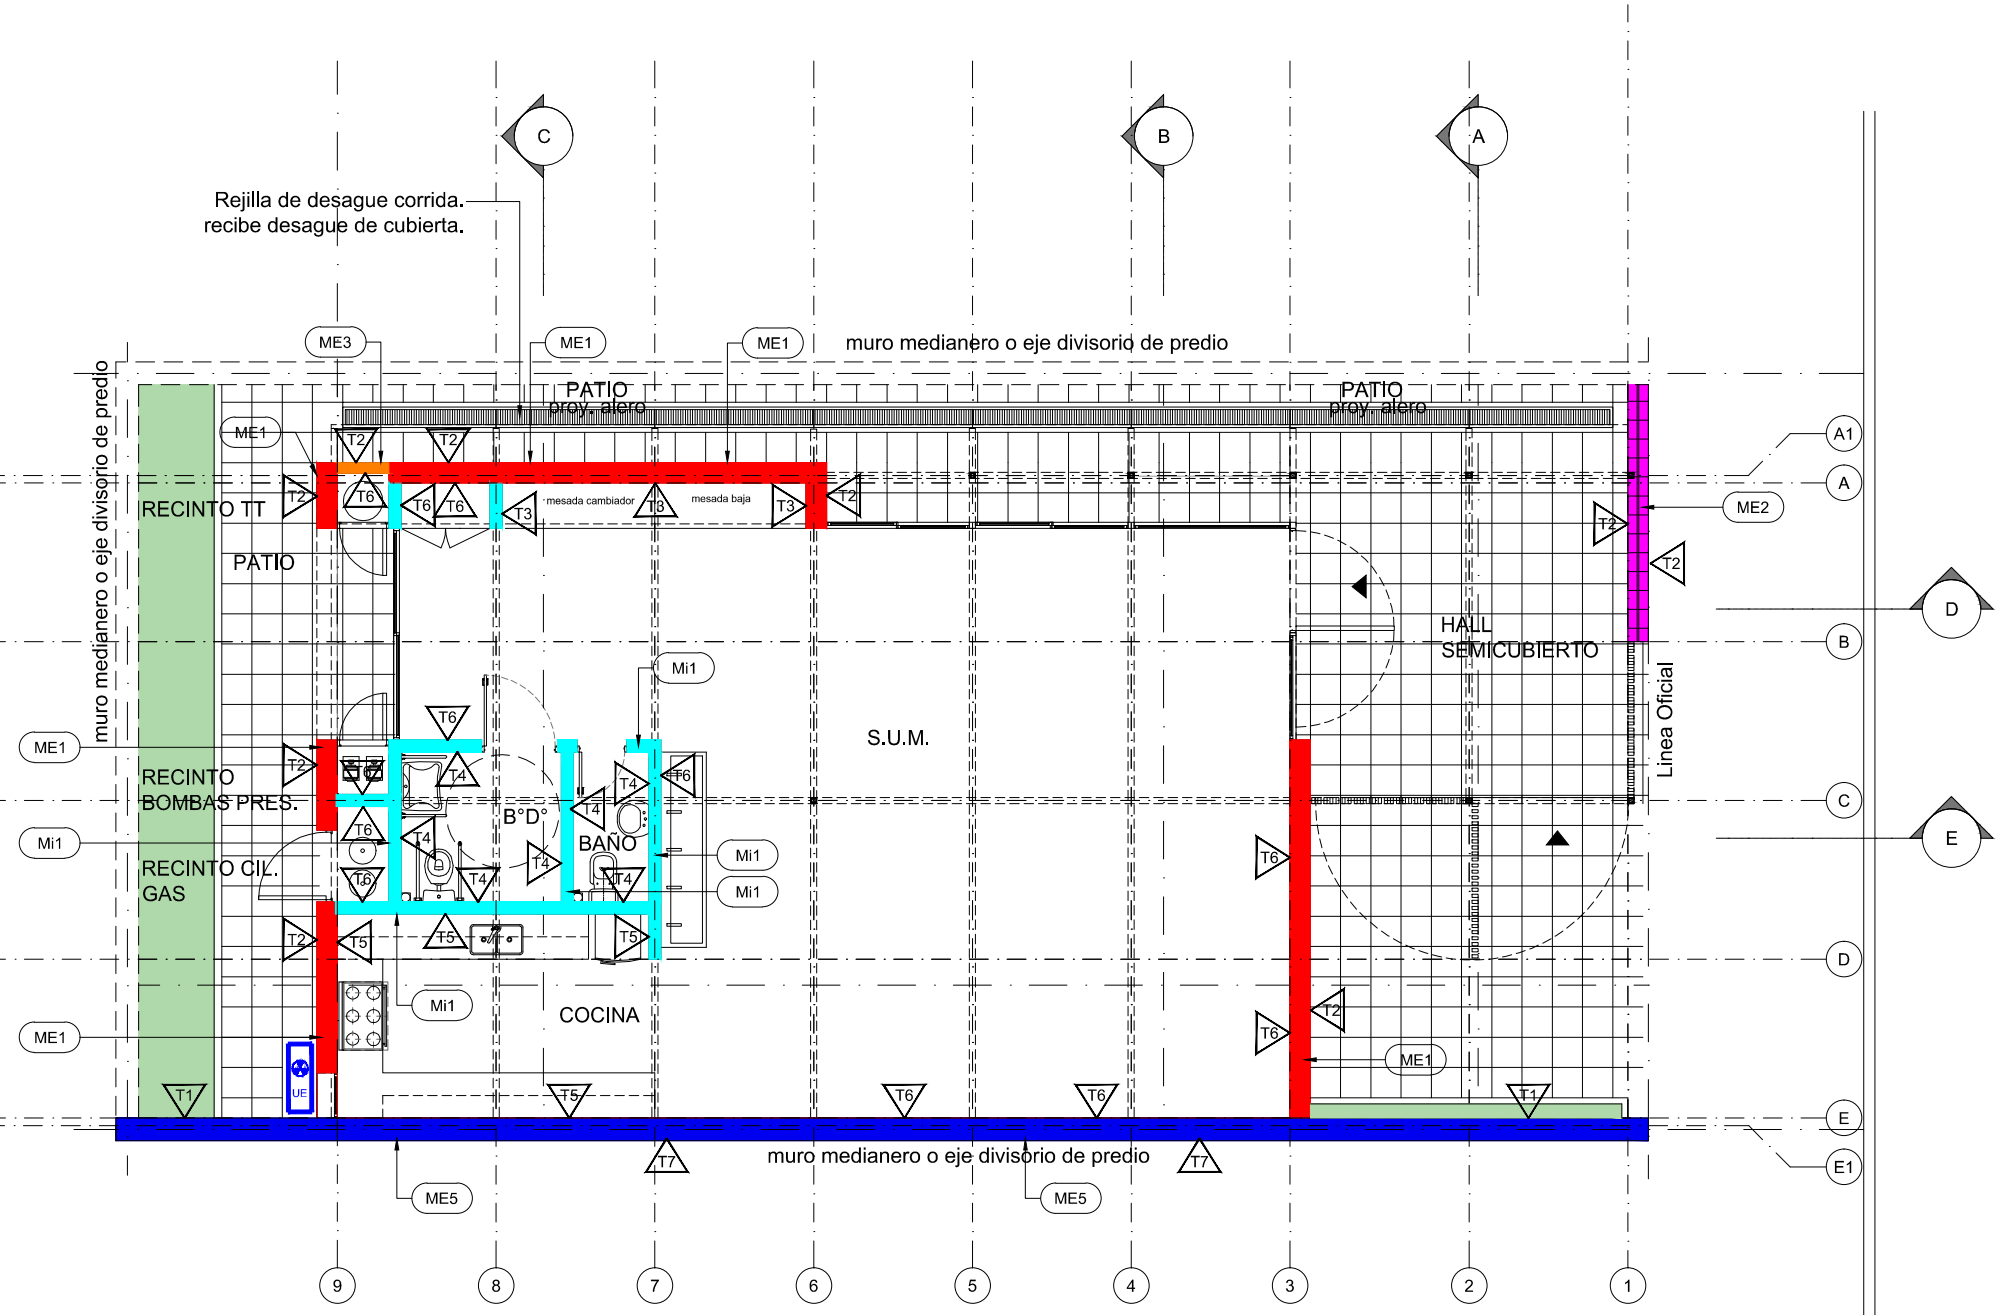 C
B
A
Rejilla de desague corrida.
recibe desague de cubierta.
ME3
ME1
ME1
muro medianero o eje divisorio de predio
muro medianero o eje divisorio de predio
PATIO
proy. alero
PATIO
proy. alero
ME1
T2
T2
A1
T2
T6
T6
T6
T3
mesada cambiador
T3
mesada baja
T3
T2
A
RECINTO TT
ME2
T2
PATIO
T2
D
HALL
SEMICUBIERTO
B
Mi1
Linea Oficial
T6
S.U.M.
ME1
T2
T6
T4
T4
T6
RECINTO
BOMBAS PRES.
C
T4
B°D°
T6
T4
BAÑO
E
Mi1
T4
Mi1
T6
RECINTO CIL.
GAS
T6
T4
T4
Mi1
T2
T5
T5
T5
D
Mi1
COCINA
T2
T6
ME1
ME1
UE
T1
T5
T6
T6
T1
E
muro medianero o eje divisorio de predio
T7
T7
E1
ME5
ME5
9
8
7
6
5
4
3
2
1